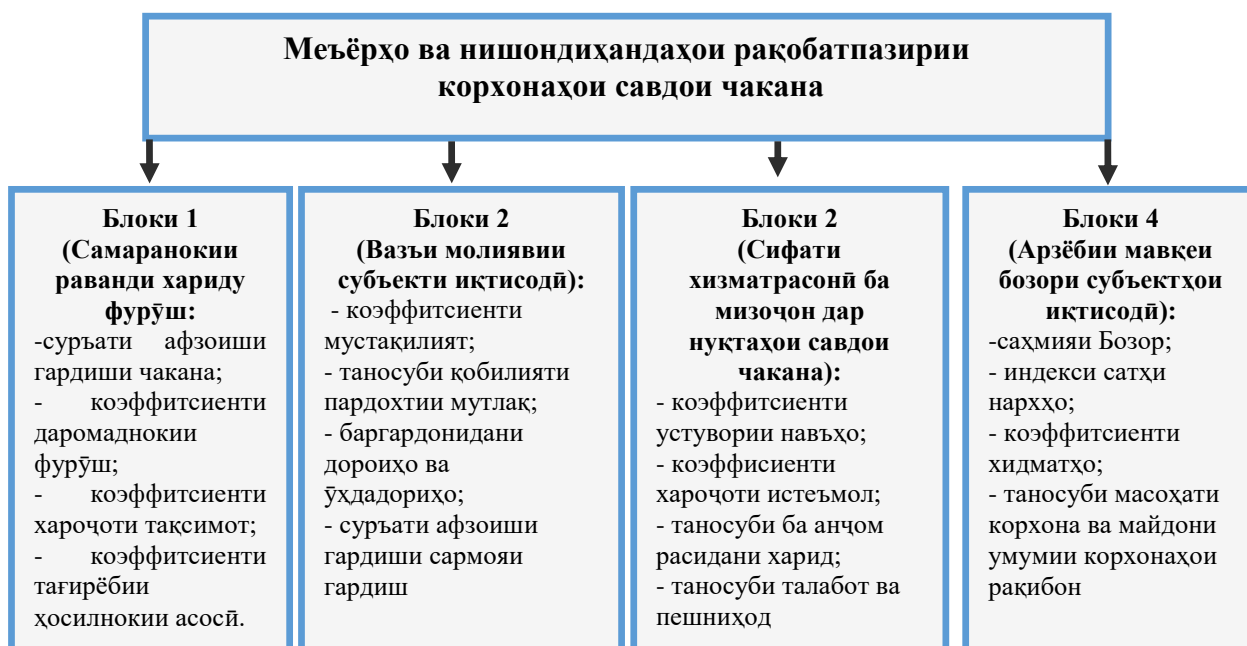 Меъёрҳо ва нишондиҳандаҳои рақобатпазирии
корхонаҳои савдои чакана
Блоки 1
(Самаранокии
раванди хариду
фурӯш:
-суръати афзоиши
гардиши чакана;
- коэффитсиенти
даромаднокии
фурӯш;
- коэффитсиенти
хароҷоти тақсимот;
- коэффитсиенти
тағирёбии
ҳосилнокии асосӣ.
Блоки 2
(Вазъи молиявии
субъекти иқтисодӣ):
- коэффитсиенти
мустақилият;
- таносуби қобилияти
пардохтии мутлақ;
- баргардонидани
дороиҳо ва
ӯҳдадориҳо;
- суръати афзоиши
гардиши сармояи
гардиш
Блоки 2
(Сифати
хизматрасонӣ ба
мизоҷон дар
нуқтаҳои савдои
чакана):
- коэффитсиенти
устувории навъҳо;
- коэффисиенти
хароҷоти истеъмол;
- таносуби ба анҷом
расидани харид;
- таносуби талабот ва
пешниҳод
Блоки 4
(Арзёбии мавқеи
бозори субъектҳои
иқтисодӣ):
-саҳмияи Бозор;
- индекси сатҳи
нархҳо;
- коэффитсиенти
хидматҳо;
- таносуби масоҳати
корхона ва майдони
умумии корхонаҳои
рақибон